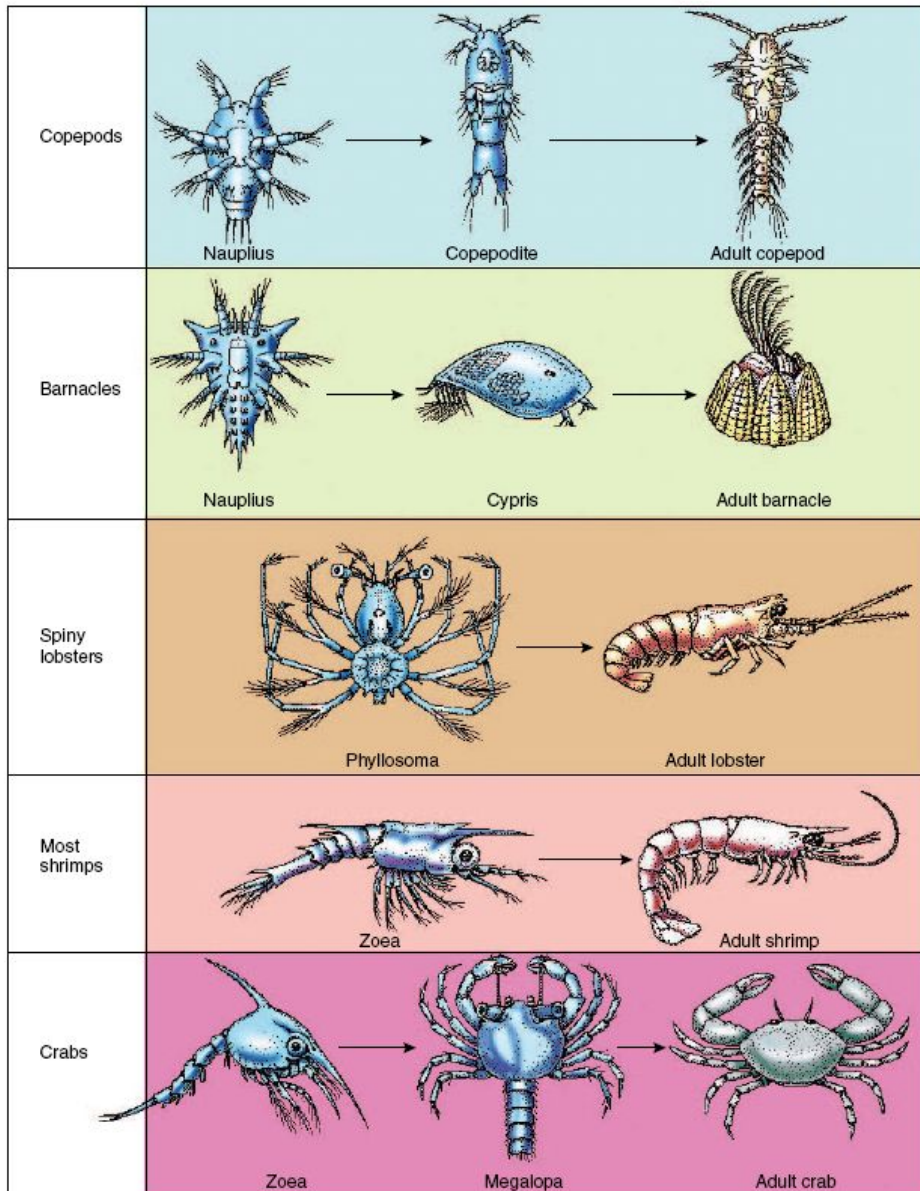 Copepods
Nauplius
Copepodite
Adult copepod
Barnacles
Nauplius
Cypris
Adult barnacle
Spiny
lobsters
Phyllosoma
Adult lobster
Most
shrimps
Zoea
Adult shrimp
Crabs
Zoea
Megalopa
Adult crab